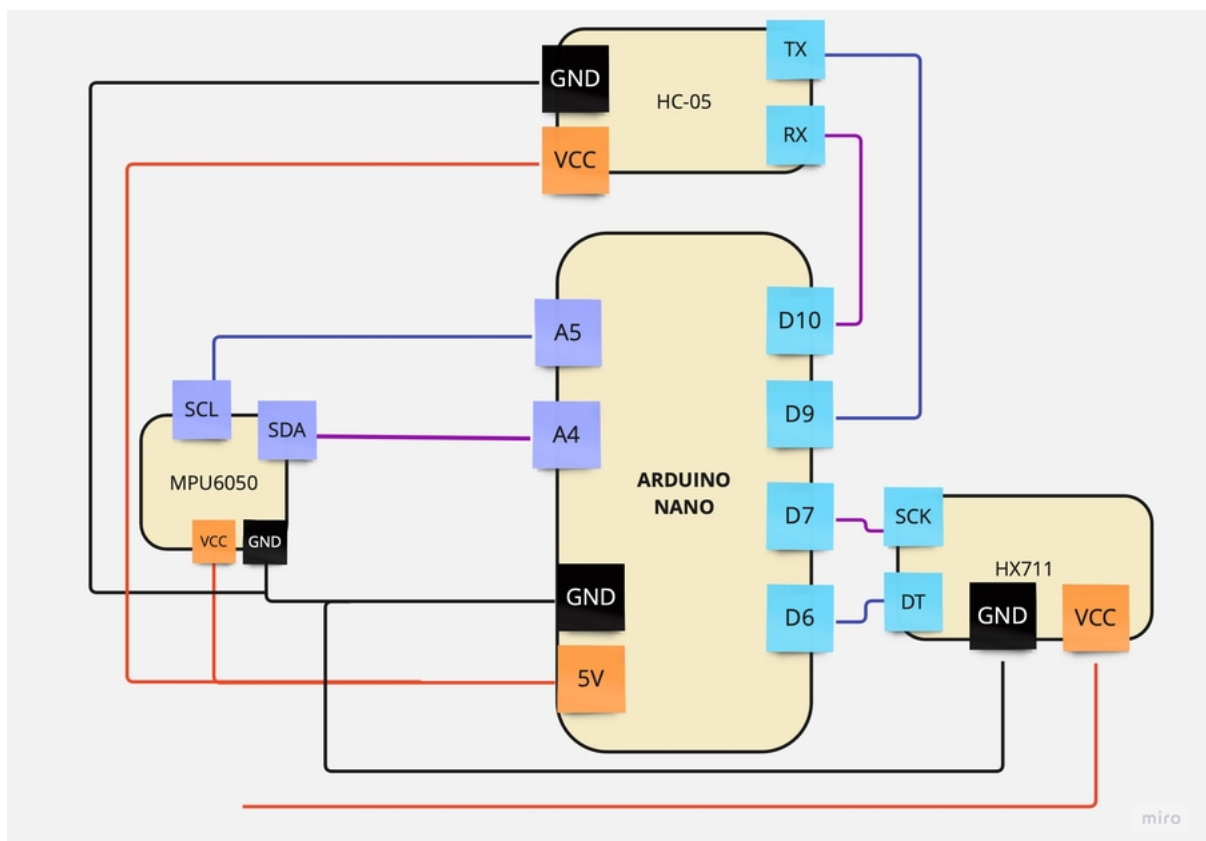 TX
GND
HC-05
RX
VCC
D10
A5
SCL
D9
SDA
A4
MPU6050
ARDUINO
NANO
D7
SCK
VCC
GND
HX711
GND
DT
GND
VCC
D6
5V
miro